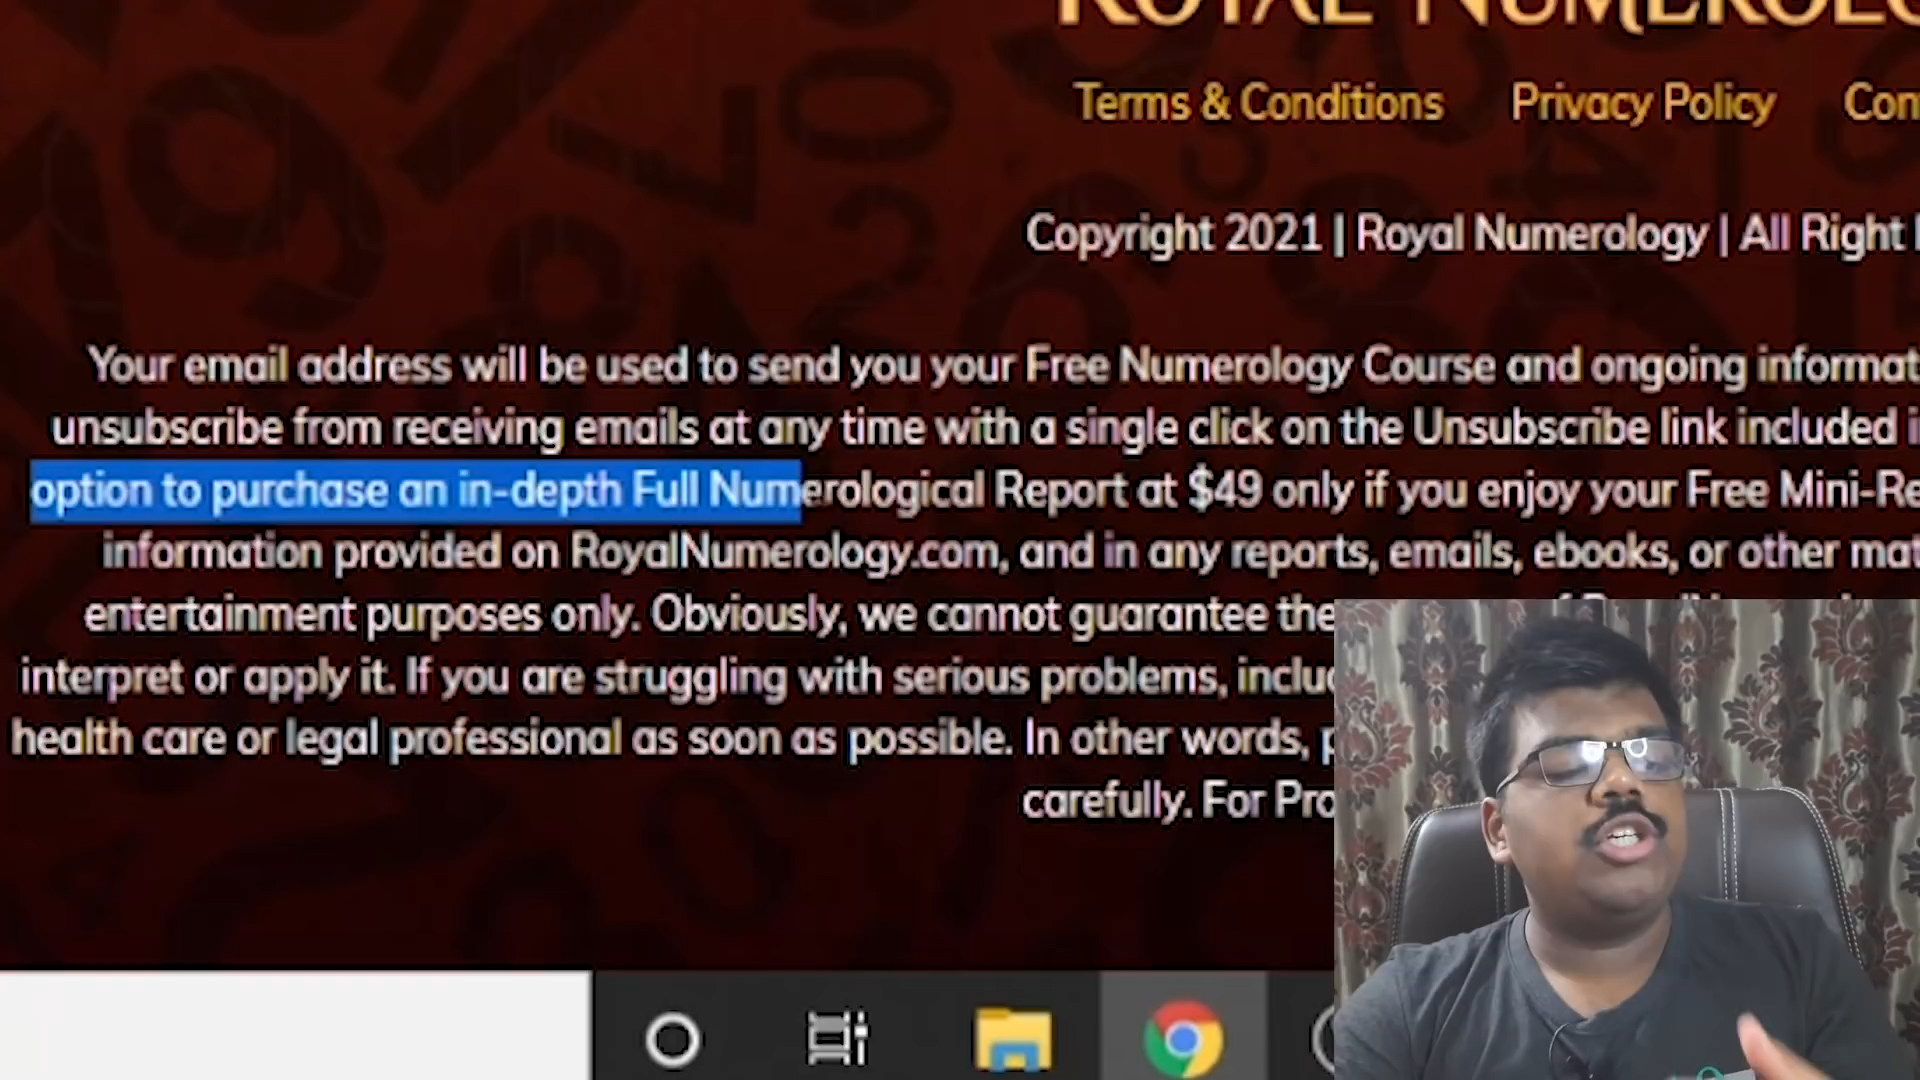 ROYAL NUMEROLO
Terms & Conditions Privacy Policy Con
Copyright 2021 | Royal Numerology | All Right
Your email address will be used to send you your Free Numerology Course and ongoing informat
unsubscribe from receiving emails at any time with a single click on the Unsubscribe link included i
option to purchase an in-depth Full Numerological Report at $49 only if you enjoy your Free Mini-Re
information provided on RoyalNumerology.com, and in any reports, emails, ebooks, or other mat
entertainment purposes only. Obviously, we cannot guarantee the
interpret or apply it. If you are struggling with serious problems, inclu
health care or legal professional as soon as possible. In other words, p
carefully. For Pro